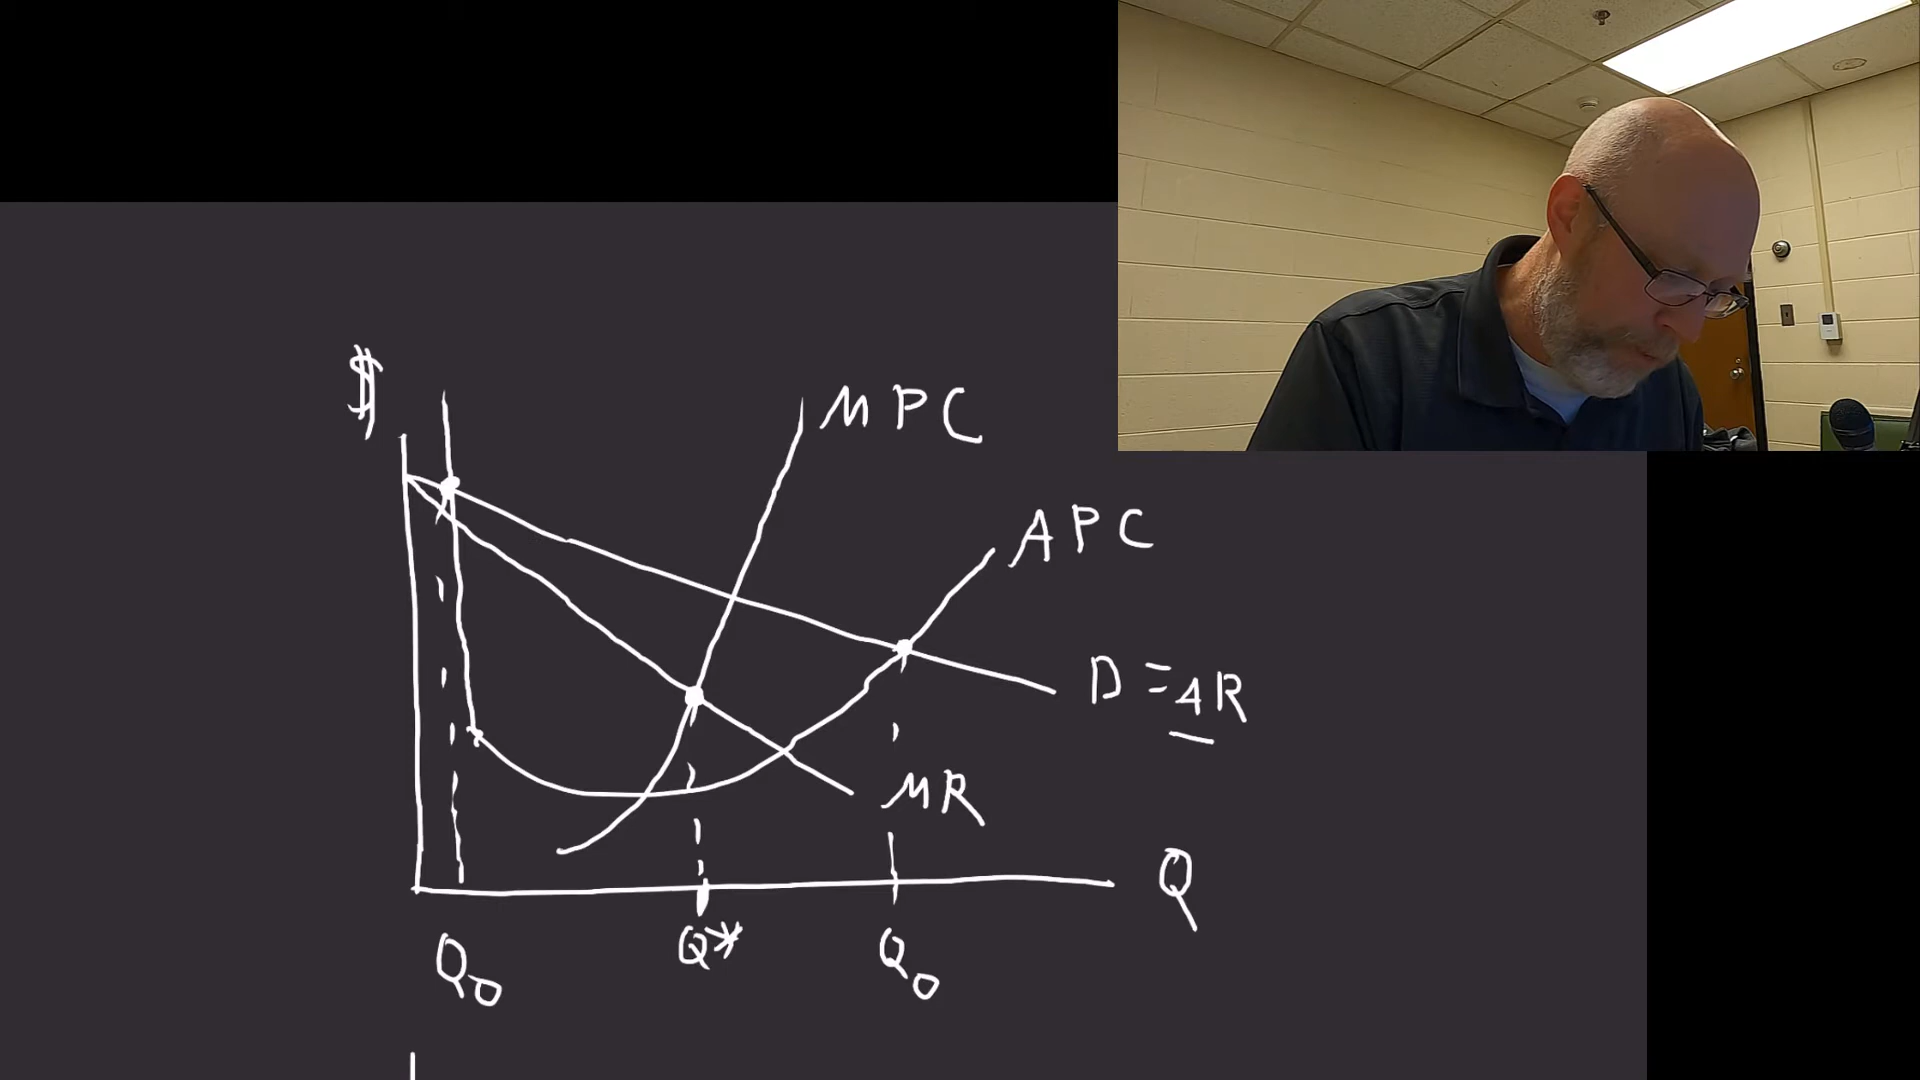 $
MPC
APC
D = AR
MR
Q
Q₀ Q* Q₀